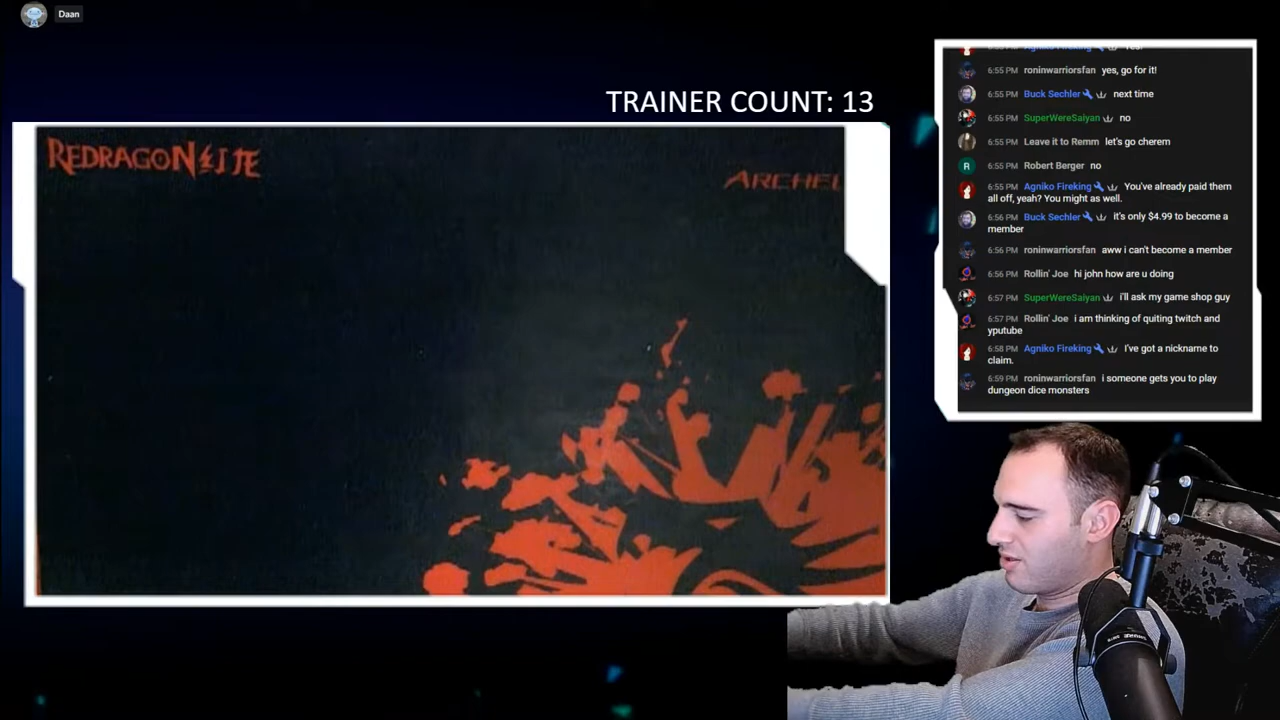 Daan
TRAINER COUNT: 13
REDRAGON
ARCHEL
Agniko Fireking Yes!
6:55 PM roninwarriorsfan yes, go for it!
6:55 PM Buck Sechler next time
6:55 PM SuperWereSaiyan no
6:55 PM Leave it to Remm let's go cherem
R 6:55 PM Robert Berger no
6:55 PM Agniko Fireking You've already paid them
all off, yeah? You might as well.
6:56 PM Buck Sechler it's only $4.99 to become a
member
6:56 PM roninwarriorsfan aww i can't become a member
6:56 PM Rollin' Joe hi john how are u doing
6:57 PM SuperWereSaiyan i'll ask my game shop guy
6:57 PM Rollin' Joe i am thinking of quiting twitch and
yputube
6:58 PM Agniko Fireking I've got a nickname to
claim.
6:59 PM roninwarriorsfan i someone gets you to play
dungeon dice monsters
SHURE